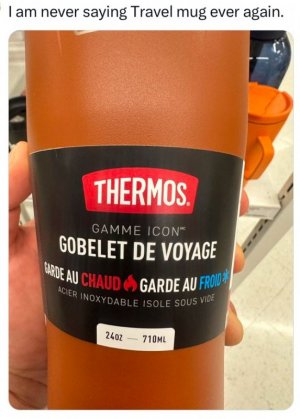 I am never saying Travel mug ever again.
THERMOS®
GAMME ICON™
GOBELET DE VOYAGE
GARDE AU CHAUD GARDE AU FROID
ACIER INOXYDABLE ISOLE SOUS VIDE
24OZ — 710ML